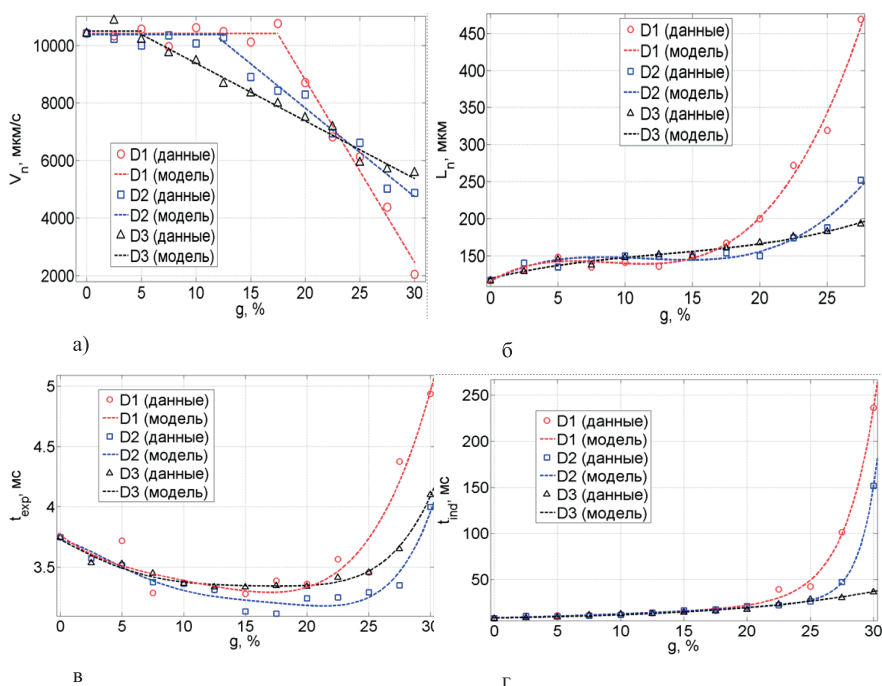 10000
8000
6000
4000
2000
Vn, мкм/с
D1 (данные)
D1 (модель)
D2 (данные)
D2 (модель)
D3 (данные)
D3 (модель)
0 5 10 15 20 25 30
g, %
а)
450
400
350
300
250
200
150
100
Ln, мкм
D1 (данные)
D1 (модель)
D2 (данные)
D2 (модель)
D3 (данные)
D3 (модель)
0 5 10 15 20 25
g, %
б
5
4.5
4
3.5
texp, мс
D1 (данные)
D1 (модель)
D2 (данные)
D2 (модель)
D3 (данные)
D3 (модель)
0 5 10 15 20 25 30
g, %
в
250
200
150
100
50
tind, мс
D1 (данные)
D1 (модель)
D2 (данные)
D2 (модель)
D3 (данные)
D3 (модель)
0 5 10 15 20 25 30
g, %
г